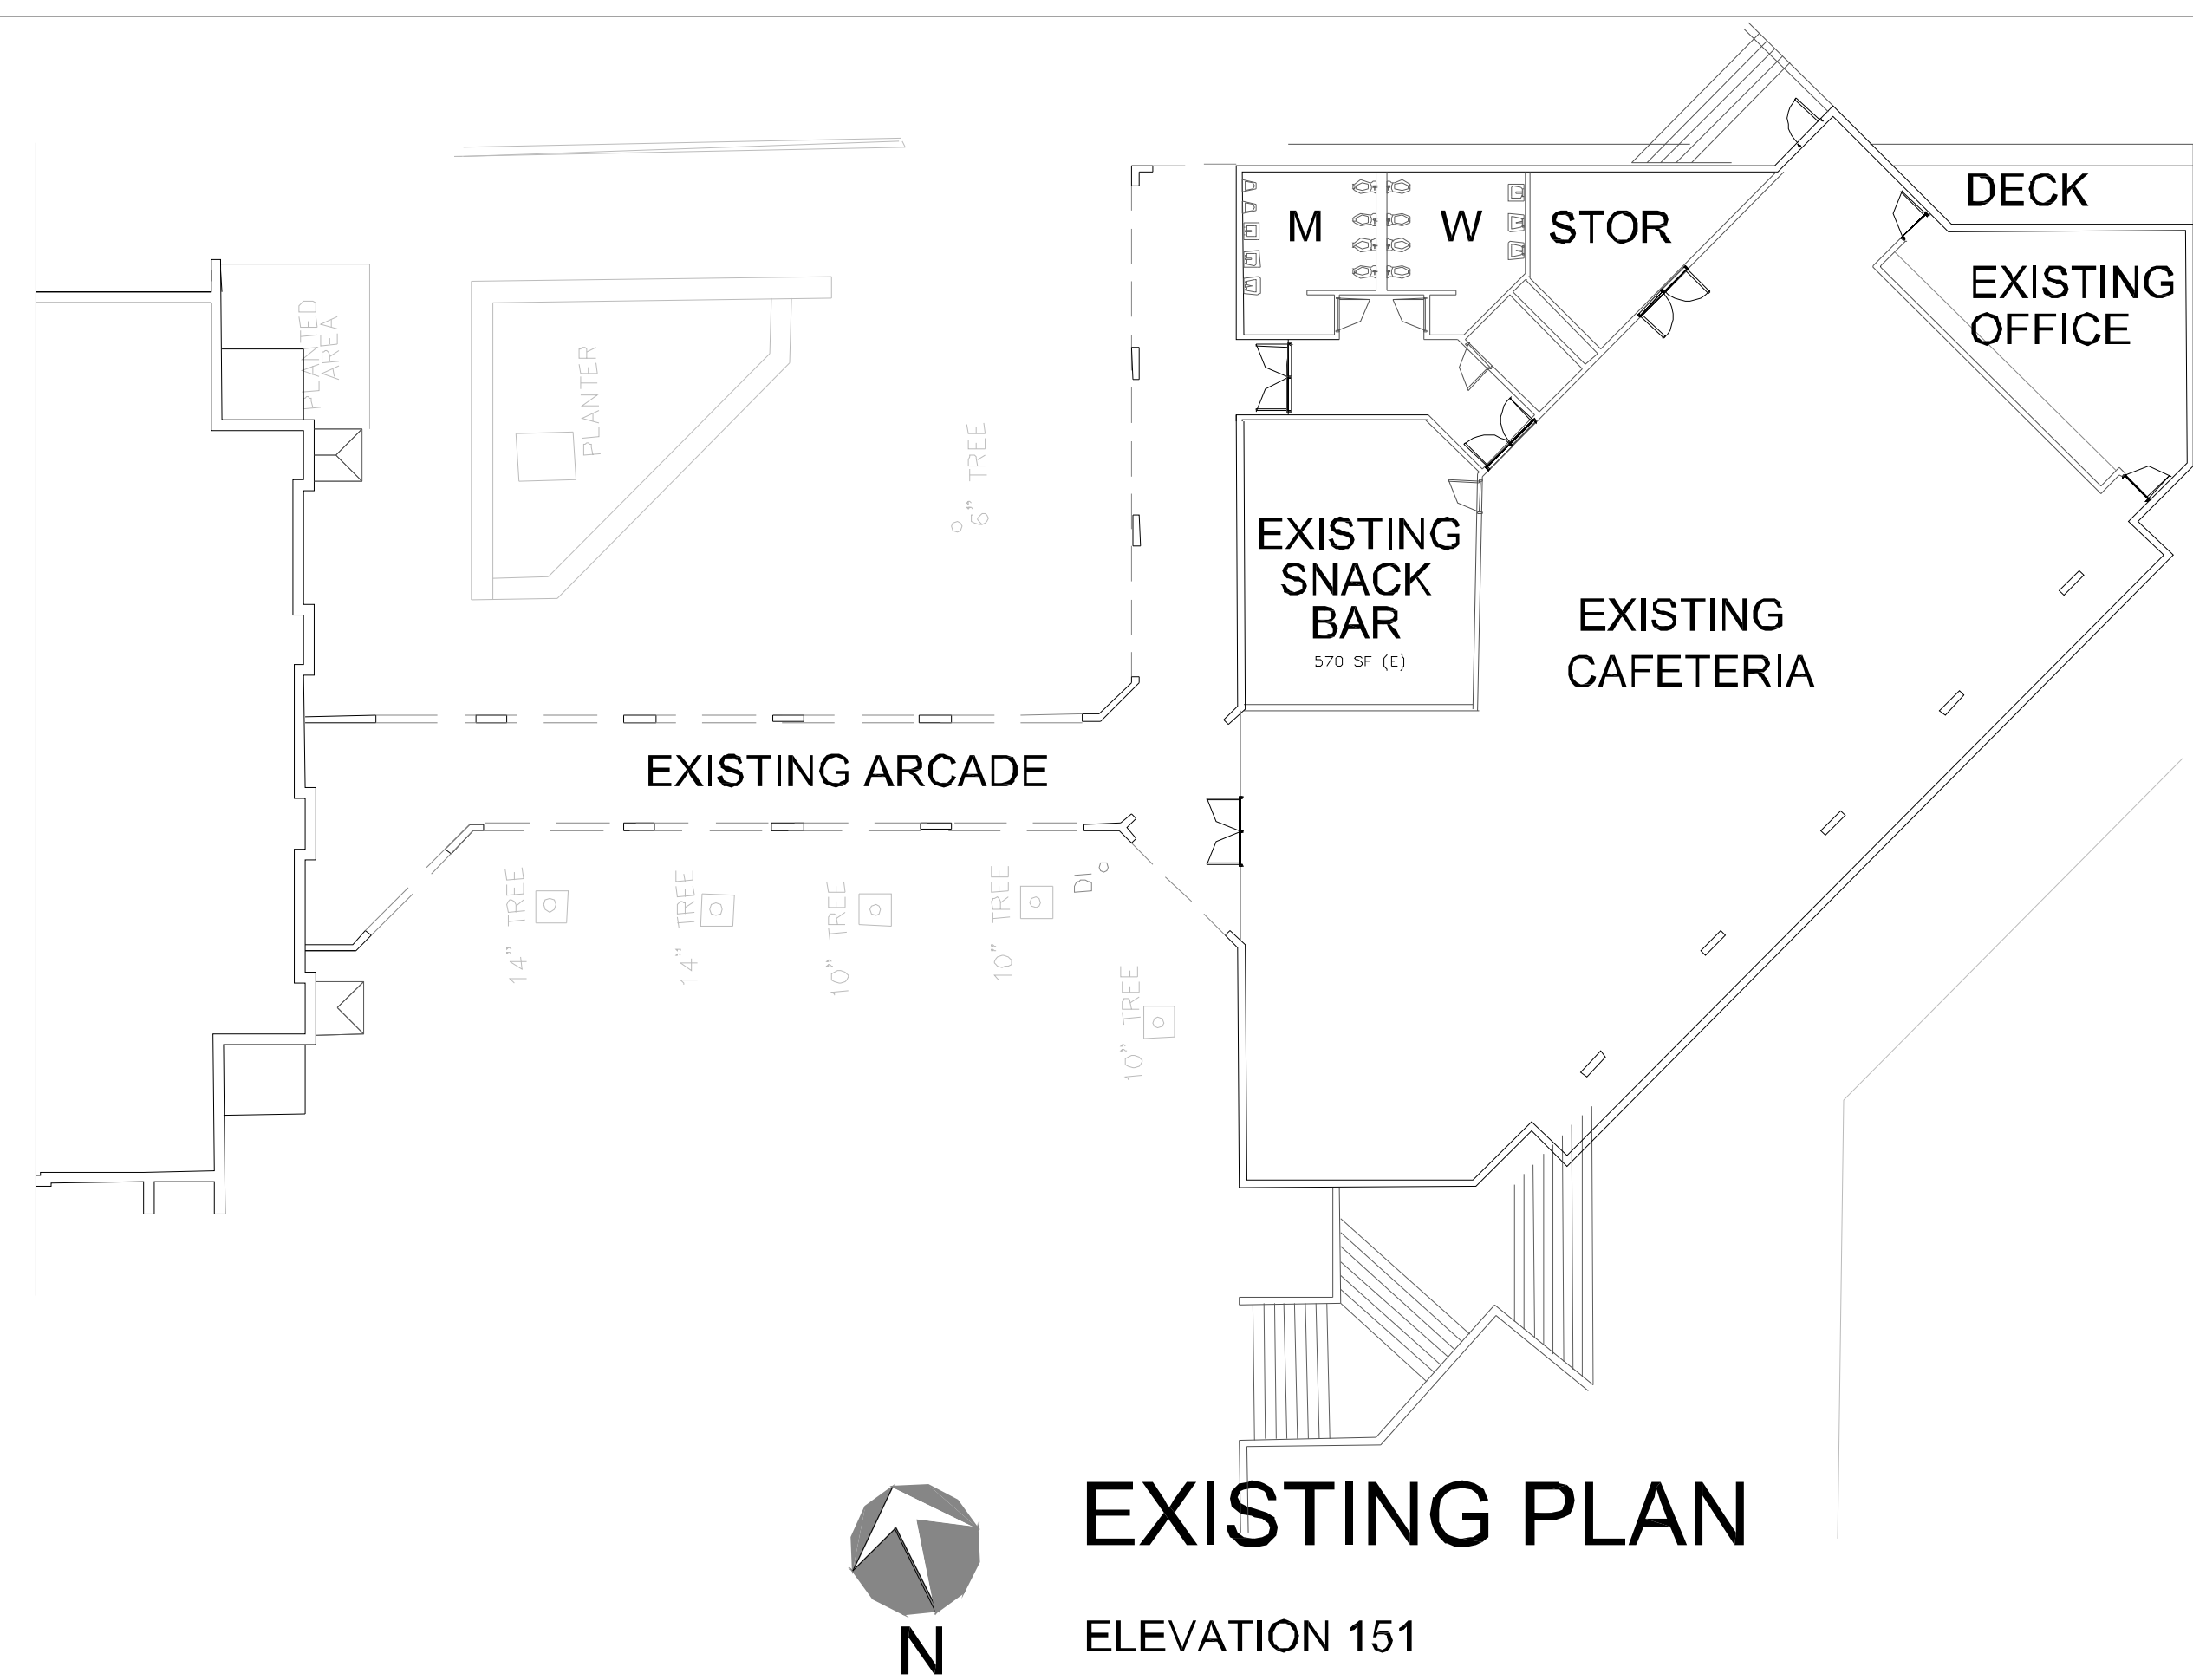 M
W
STOR
DECK
EXISTING
OFFICE
PLANTED
AREA
PLANTER
6" TREE
EXISTING
SNACK
BAR
570 SF (E)
EXISTING
CAFETERIA
EXISTING ARCADE
14" TREE
14" TREE
10" TREE
10" TREE
DI
10" TREE
EXISTING PLAN
N
ELEVATION 151